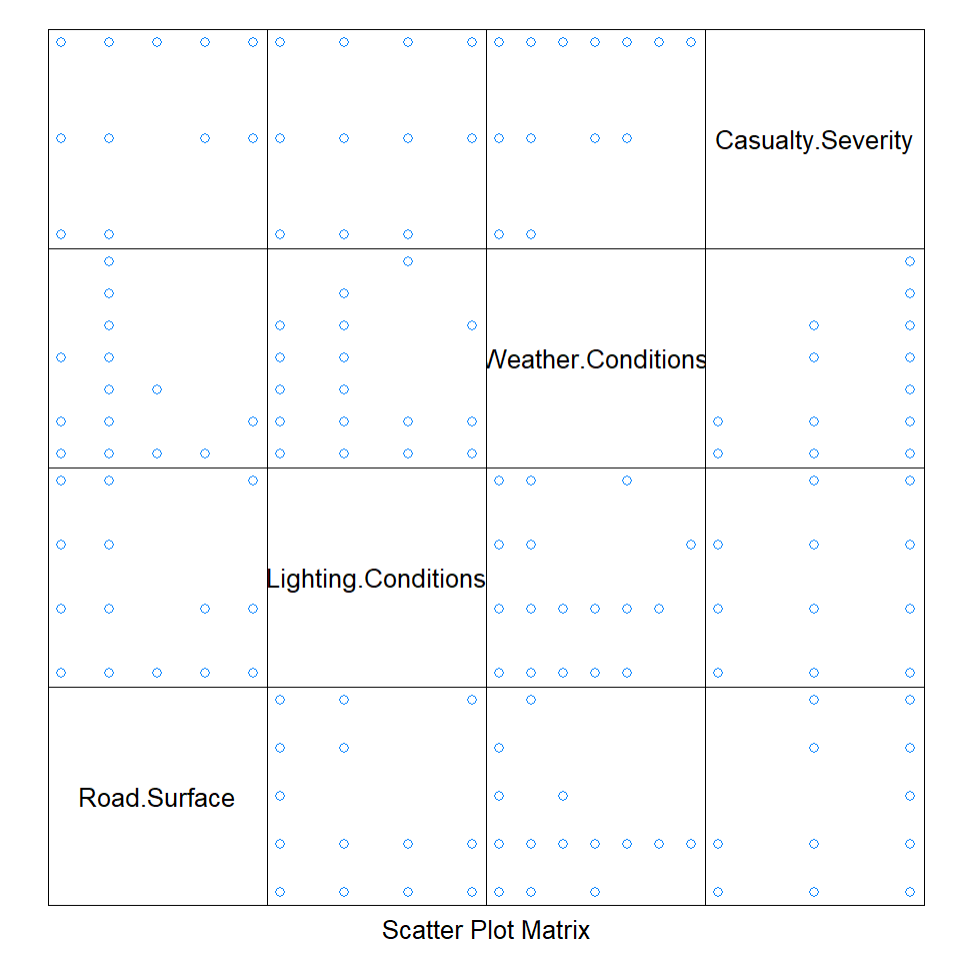 Casualty.Severity
Weather.Conditions
Lighting.Conditions
Road.Surface
Scatter Plot Matrix